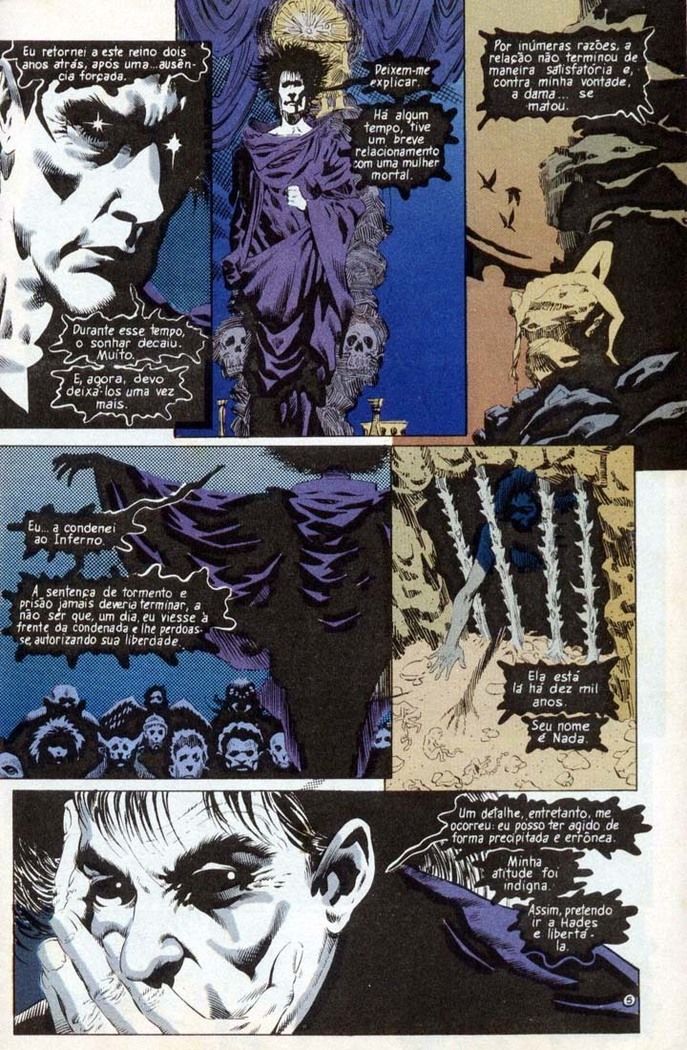 Eu retornei a este reino dois
anos atrás, após uma...ausên-
cia forçada.
Durante esse tempo,
o sonhar decaiu.
Muito.
E, agora, devo
deixá-los uma vez
mais.
Deixem-me
explicar.
Há algum
tempo, tive
um breve
relacionamento
com uma mulher
mortal.
Por inúmeras razões, a
relação não terminou de
maneira satisfatória e,
contra minha vontade,
a dama... se
matou.
Eu... a condenei
ao Inferno.
A sentença de tormento e
prisão jamais deveria terminar, a
não ser que, um dia, eu viesse à
frente da condenada e lhe perdoas-
se, autorizando sua liberdade.
Ela está
lá há dez mil
anos.
Seu nome
é Nada.
Um detalhe, entretanto, me
ocorreu: eu posso ter agido de
forma precipitada e errônea.
Minha
atitude foi
indigna.
Assim, pretendo
ir a Hades
e libertá-
la.
5